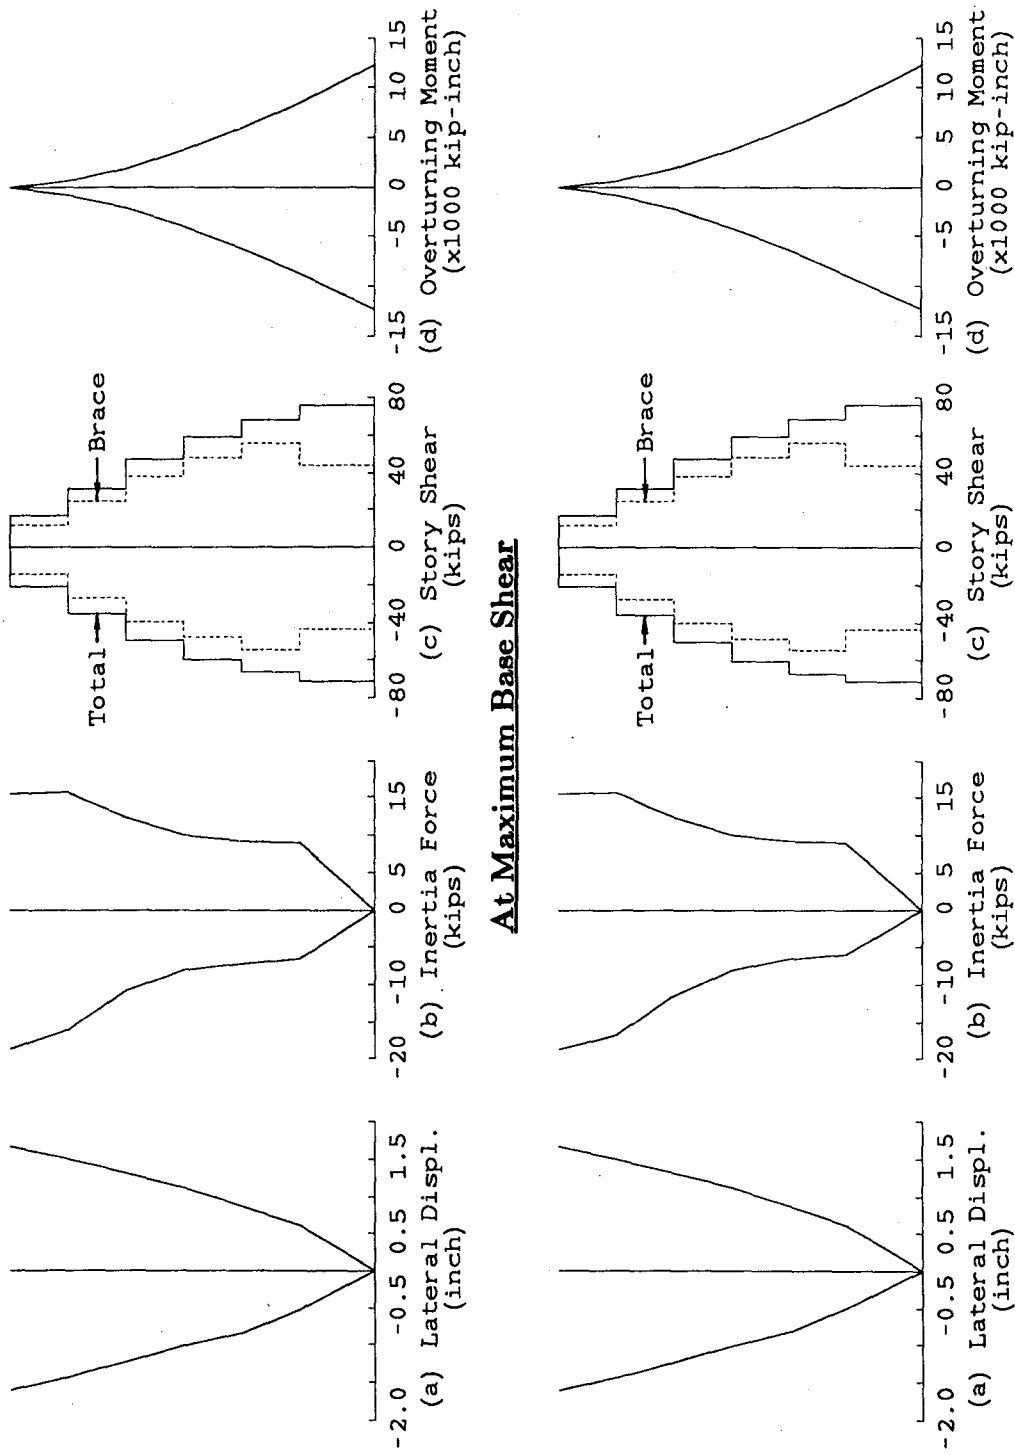 Total
Brace
-2.0 -0.5 0.5 1.5
(a) Lateral Displ.
(inch)
-20 -10 0 5 15
(b) Inertia Force
(kips)
-80 -40 0 40 80
(c) Story Shear
(kips)
-15 -5 0 5 10 15
(d) Overturning Moment
(x1000 kip-inch)
At Maximum Base Shear
Total
Brace
-2.0 -0.5 0.5 1.5
(a) Lateral Displ.
(inch)
-20 -10 0 5 15
(b) Inertia Force
(kips)
-80 -40 0 40 80
(c) Story Shear
(kips)
-15 -5 0 5 10 15
(d) Overturning Moment
(x1000 kip-inch)